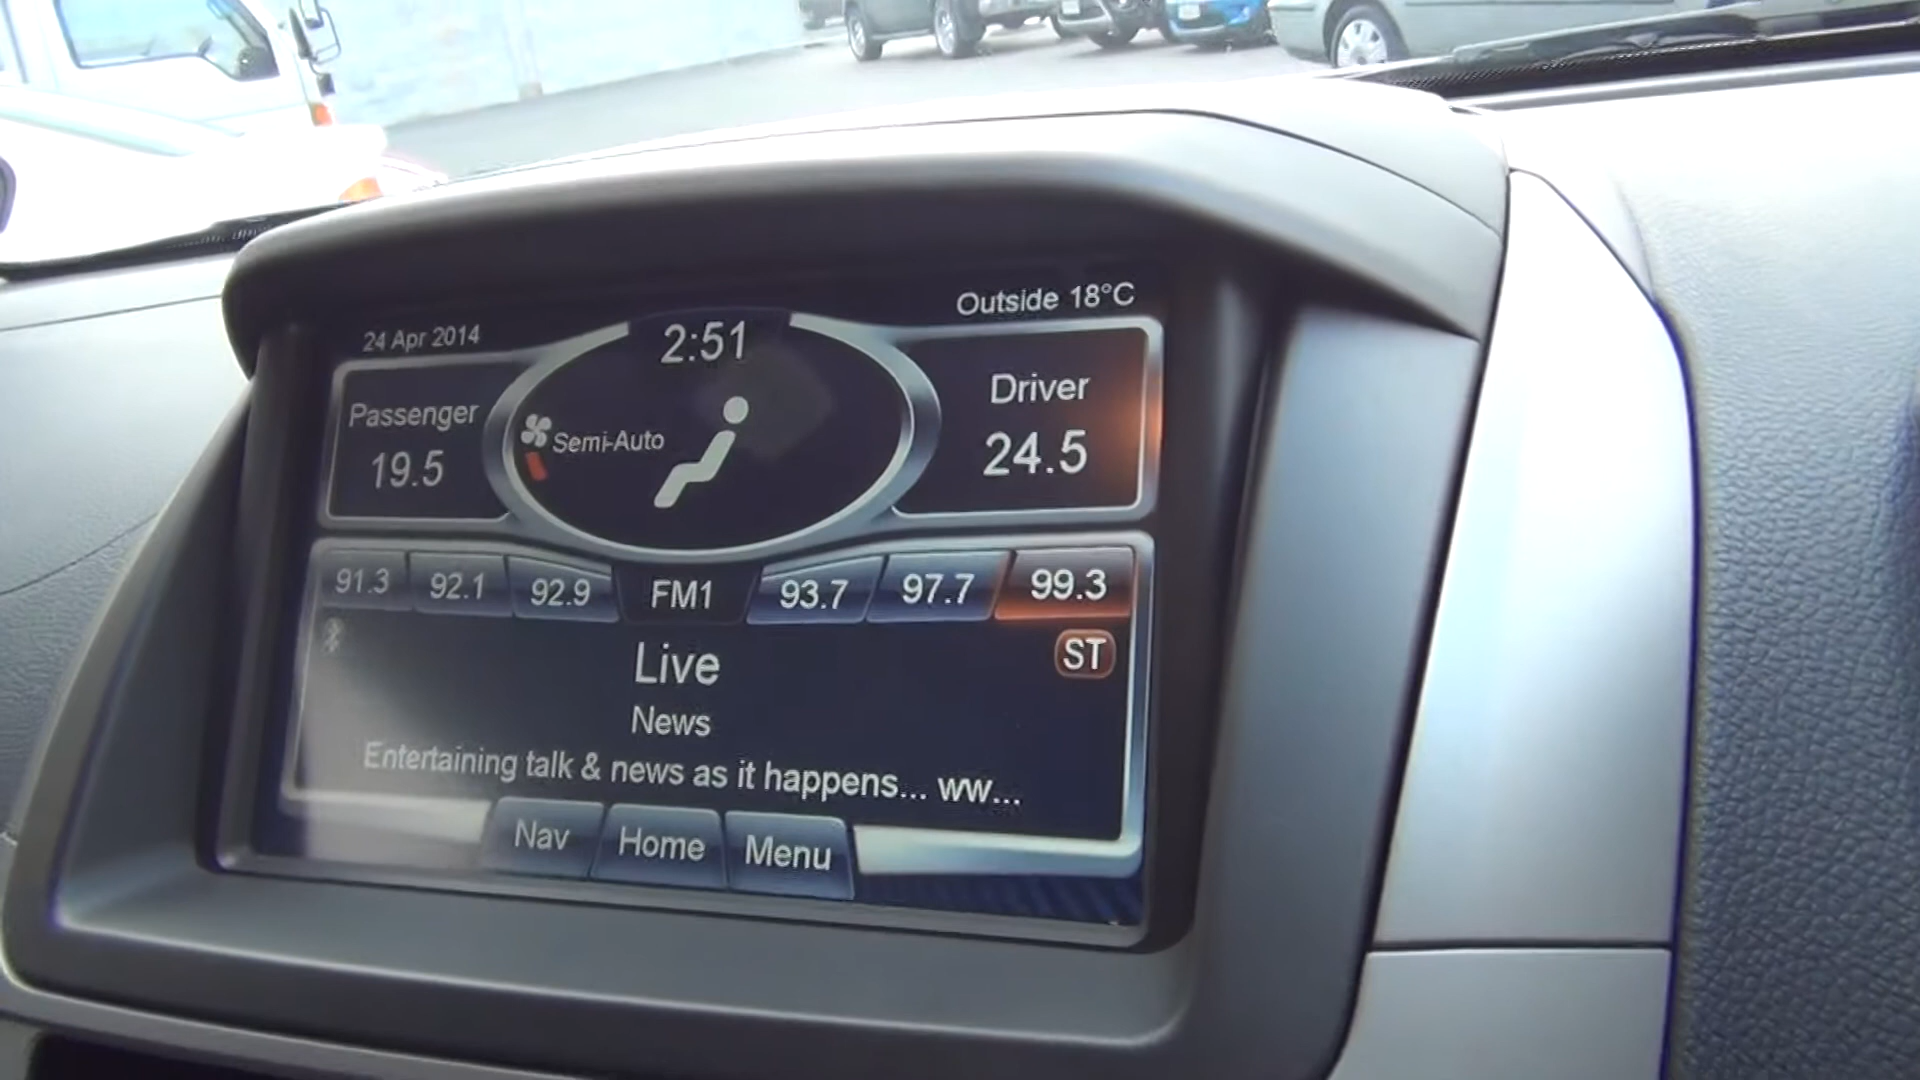 24 Apr 2014
2:51
Outside 18°C
Passenger
19.5
Semi-Auto
Driver
24.5
91.3 92.1 92.9 FM1 93.7 97.7 99.3
Live
ST
News
Entertaining talk & news as it happens... ww...
Nav Home Menu